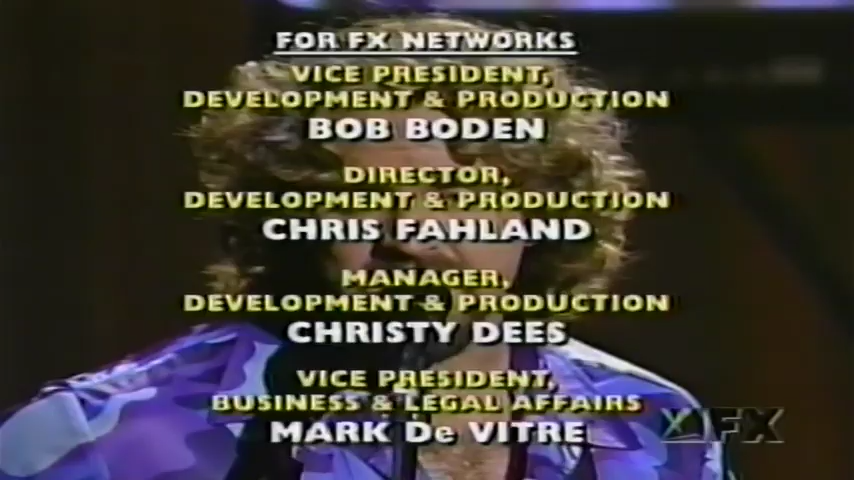 FOR FX NETWORKS
VICE PRESIDENT,
DEVELOPMENT & PRODUCTION
BOB BODEN
DIRECTOR,
DEVELOPMENT & PRODUCTION
CHRIS FAHLAND
MANAGER,
DEVELOPMENT & PRODUCTION
CHRISTY DEES
VICE PRESIDENT,
BUSINESS & LEGAL AFFAIRS
MARK De VITRE
FX